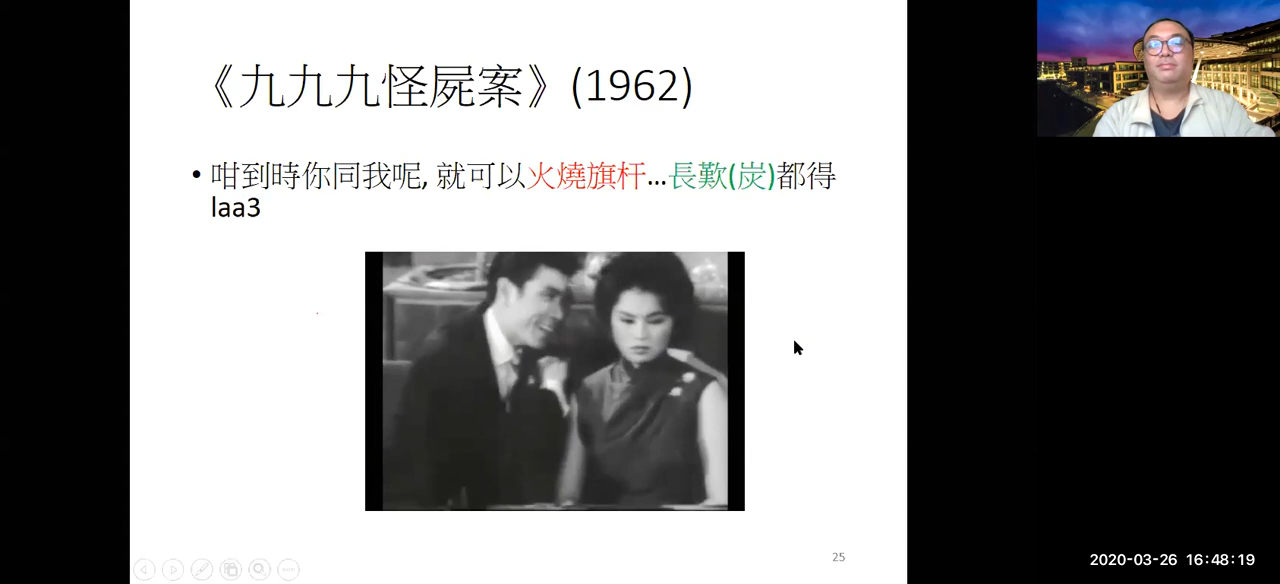 《九九九怪屍案》(1962)
• 咁到時你同我呢, 就可以火燒旗杆…長歎(炭)都得
laa3
25
2020-03-26 16:48:19